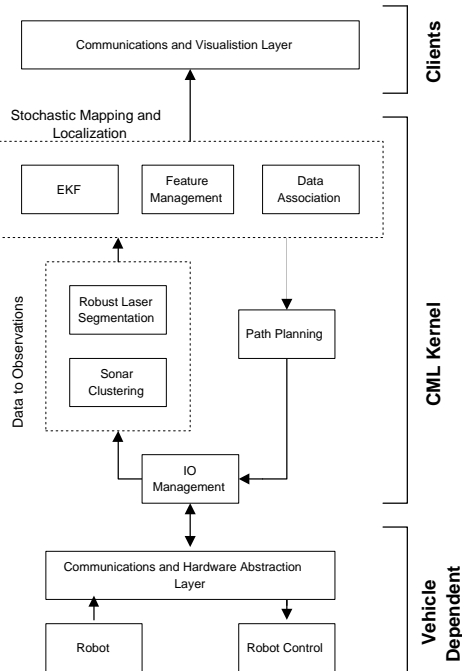 Communications and Visualistion Layer
Clients
Stochastic Mapping and
Localization
EKF
Feature
Management
Data
Association
CML Kernel
Data to Observations
Robust Laser
Segmentation
Sonar
Clustering
Path Planning
IO
Management
Communications and Hardware Abstraction
Layer
Vehicle
Dependent
Robot
Robot Control